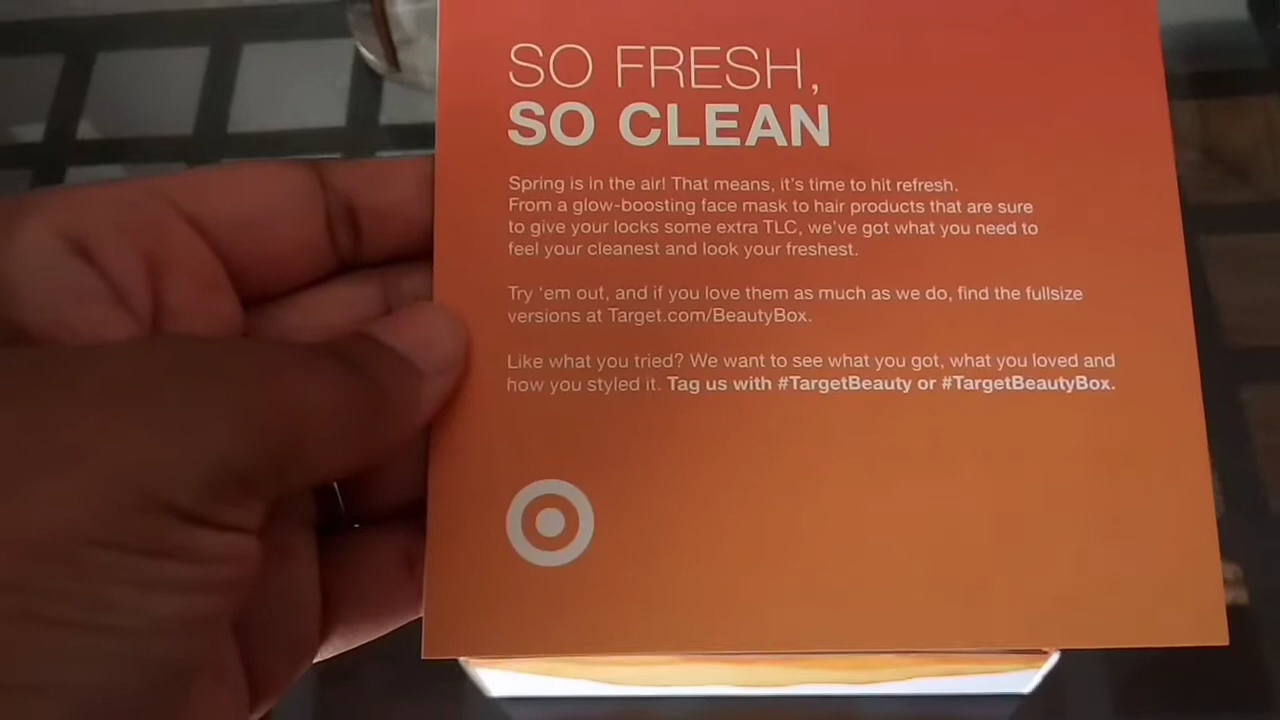 SO FRESH,
SO CLEAN
Spring is in the air! That means, it's time to hit refresh.
From a glow-boosting face mask to hair products that are sure
to give your locks some extra TLC, we've got what you need to
feel your cleanest and look your freshest.
Try 'em out, and if you love them as much as we do, find the fullsize
versions at Target.com/BeautyBox.
Like what you tried? We want to see what you got, what you loved and
how you styled it. Tag us with #TargetBeauty or #TargetBeautyBox.